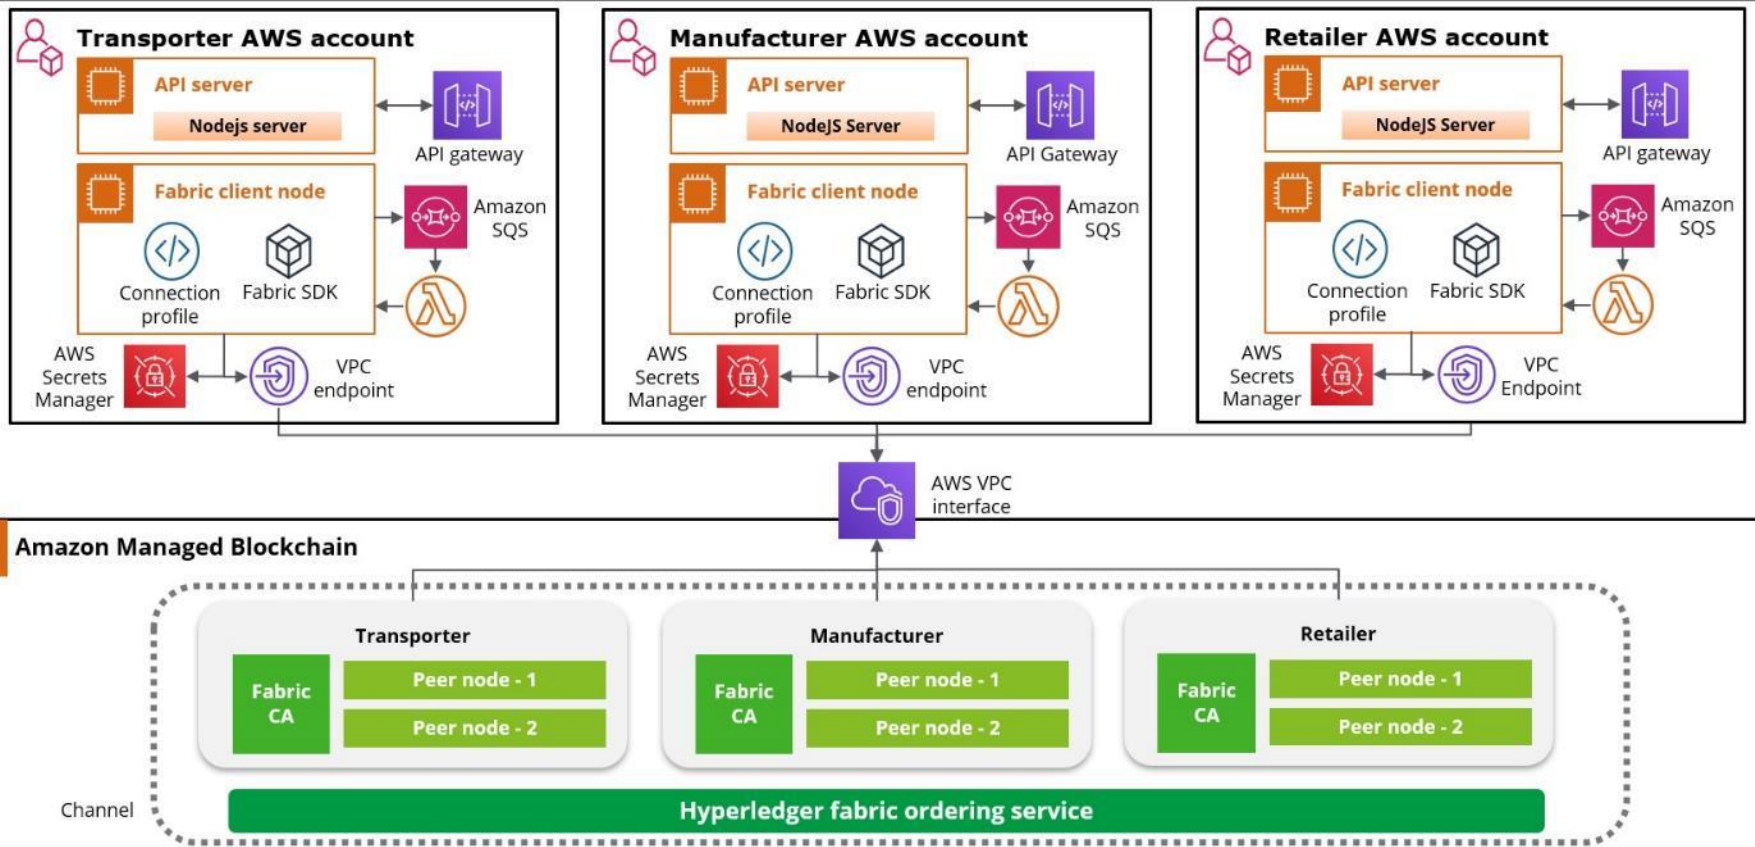 Transporter AWS account
API server
Nodejs server
API gateway
Fabric client node
Amazon
SQS
Connection
profile
Fabric SDK
AWS
Secrets
Manager
VPC
endpoint
Manufacturer AWS account
API server
NodeJS Server
API Gateway
Fabric client node
Amazon
SQS
Connection
profile
Fabric SDK
AWS
Secrets
Manager
VPC
endpoint
Retailer AWS account
API server
NodeJS Server
API gateway
Fabric client node
Amazon
SQS
Connection
profile
Fabric SDK
AWS
Secrets
Manager
VPC
Endpoint
AWS VPC
interface
Amazon Managed Blockchain
Transporter
Fabric
CA
Peer node - 1
Peer node - 2
Manufacturer
Fabric
CA
Peer node - 1
Peer node - 2
Retailer
Fabric
CA
Peer node - 1
Peer node - 2
Channel
Hyperledger fabric ordering service